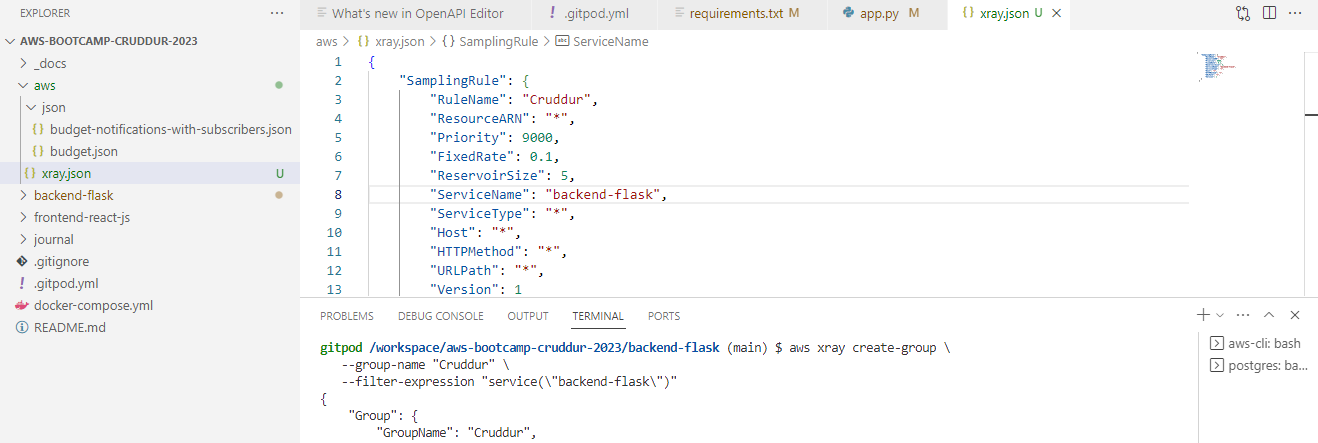 EXPLORER ···
AWS-BOOTCAMP-CRUDDUR-2023
_docs
aws
json
{} budget-notifications-with-subscribers.json
{} budget.json
{} xray.json U
backend-flask
frontend-react-js
journal
.gitignore
! .gitpod.yml
docker-compose.yml
README.md
What's new in OpenAPI Editor ! .gitpod.yml requirements.txt M app.py M {} xray.json U ×
aws > {} xray.json > {} SamplingRule > abc ServiceName
1 {
2 "SamplingRule": {
3 "RuleName": "Cruddur",
4 "ResourceARN": "*",
5 "Priority": 9000,
6 "FixedRate": 0.1,
7 "ReservoirSize": 5,
8 "ServiceName": "backend-flask",
9 "ServiceType": "*",
10 "Host": "*",
11 "HTTPMethod": "*",
12 "URLPath": "*",
13 "Version": 1
PROBLEMS DEBUG CONSOLE OUTPUT TERMINAL PORTS
gitpod /workspace/aws-bootcamp-cruddur-2023/backend-flask (main) $ aws xray create-group \
--group-name "Cruddur" \
--filter-expression "service(\"backend-flask\")"
{
"Group": {
"GroupName": "Cruddur",
aws-cli: bash
postgres: ba...